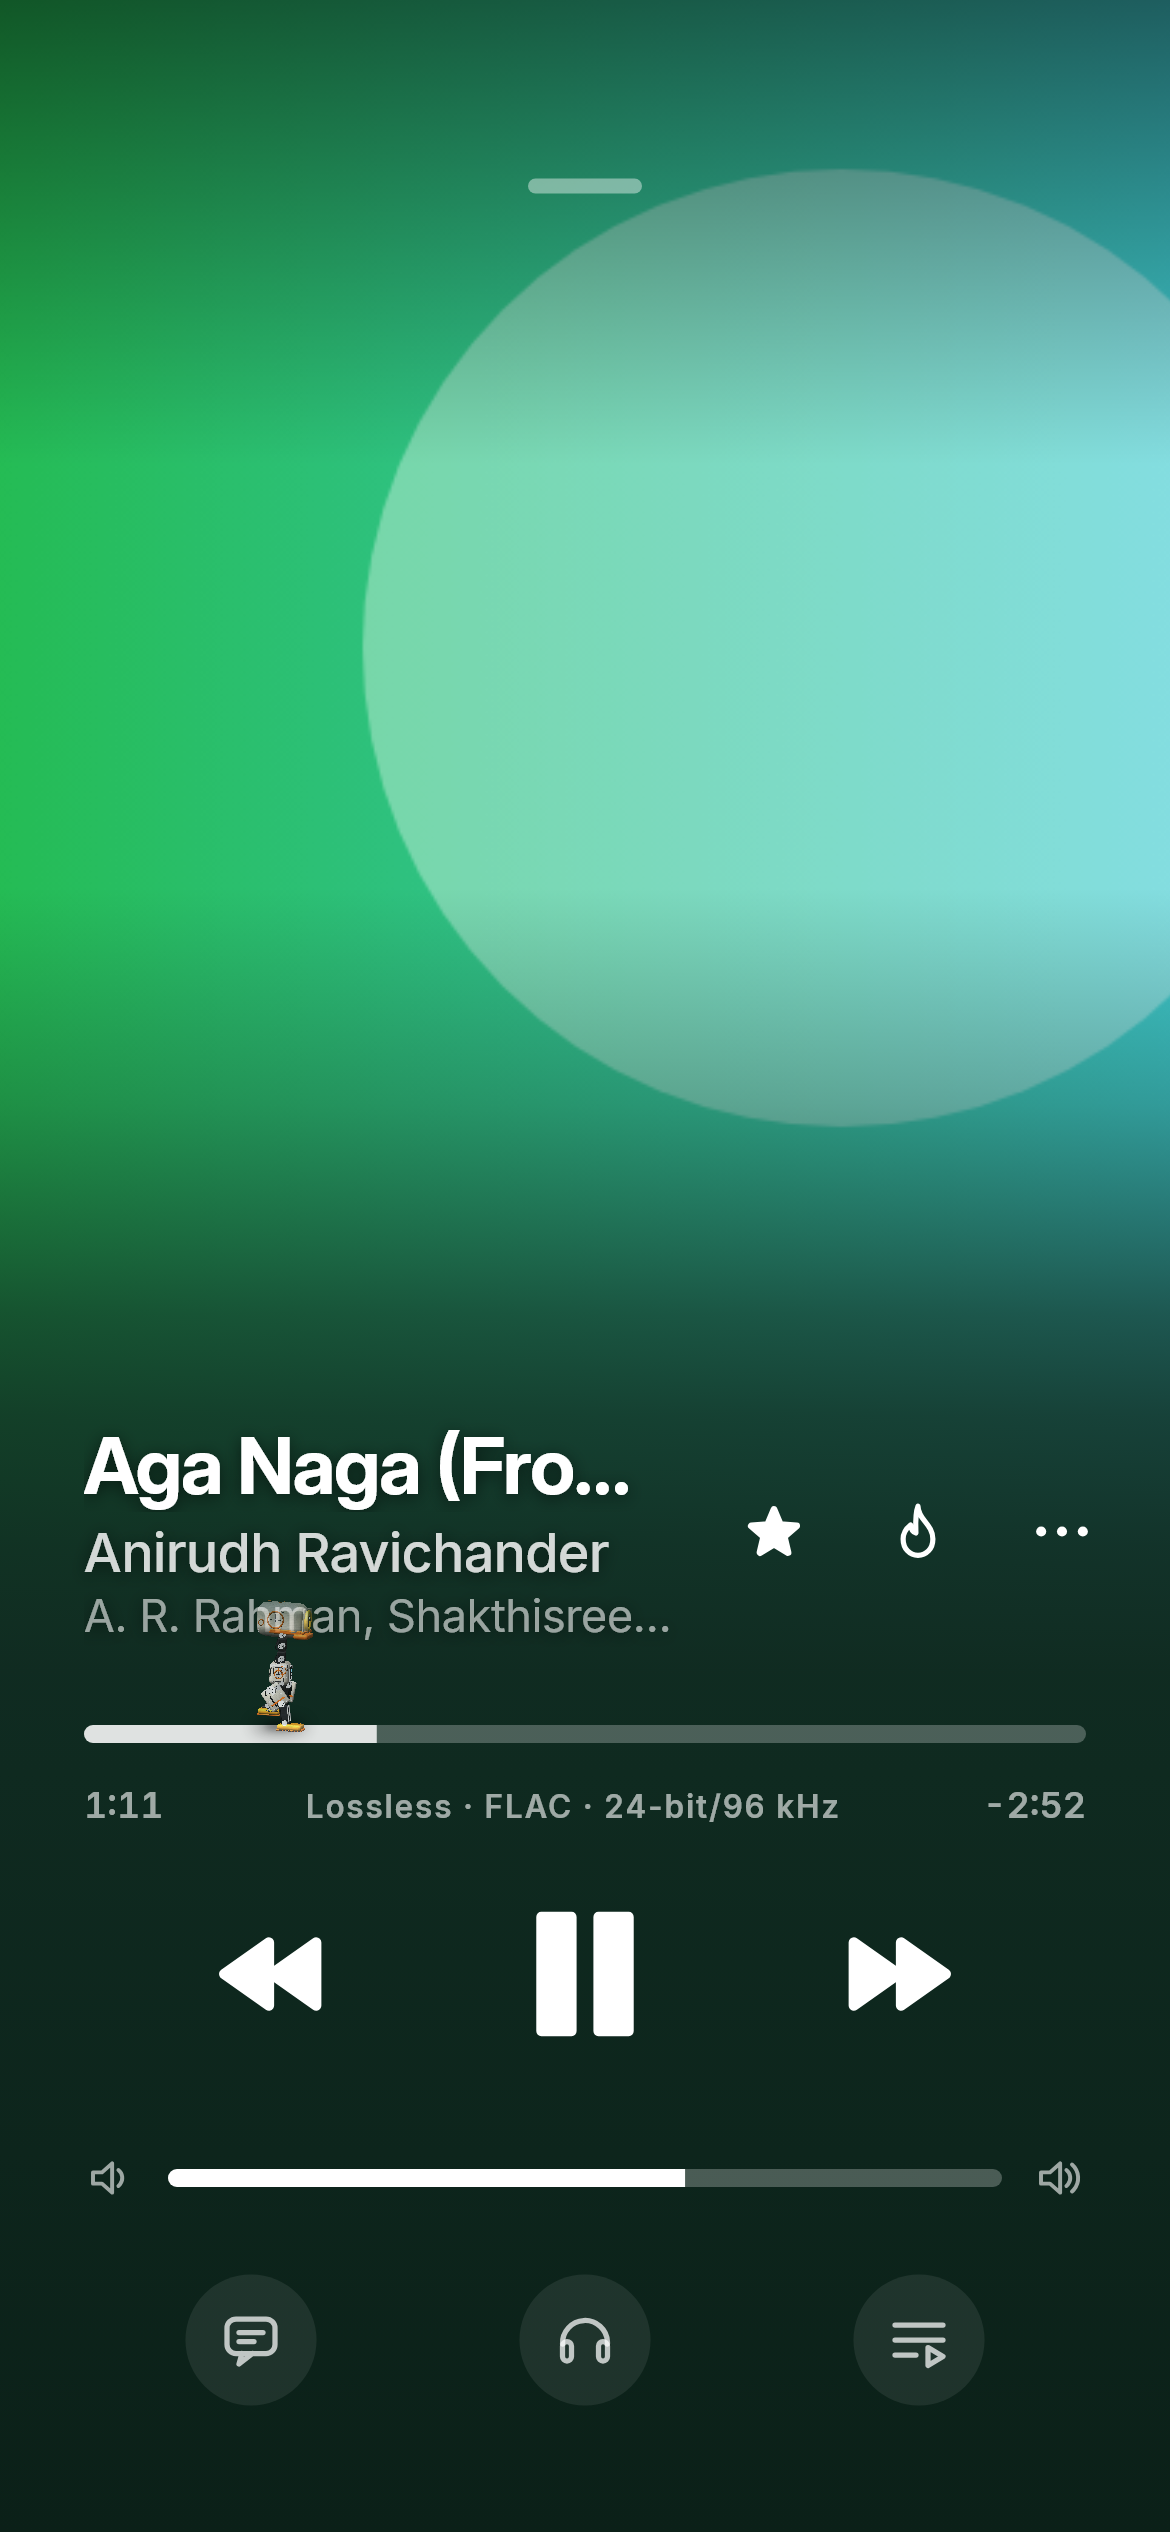 Aga Naga (Fro...
Anirudh Ravichander
A. R. Rahman, Shakthisree...
1:11
Lossless · FLAC · 24-bit/96 kHz
-2:52